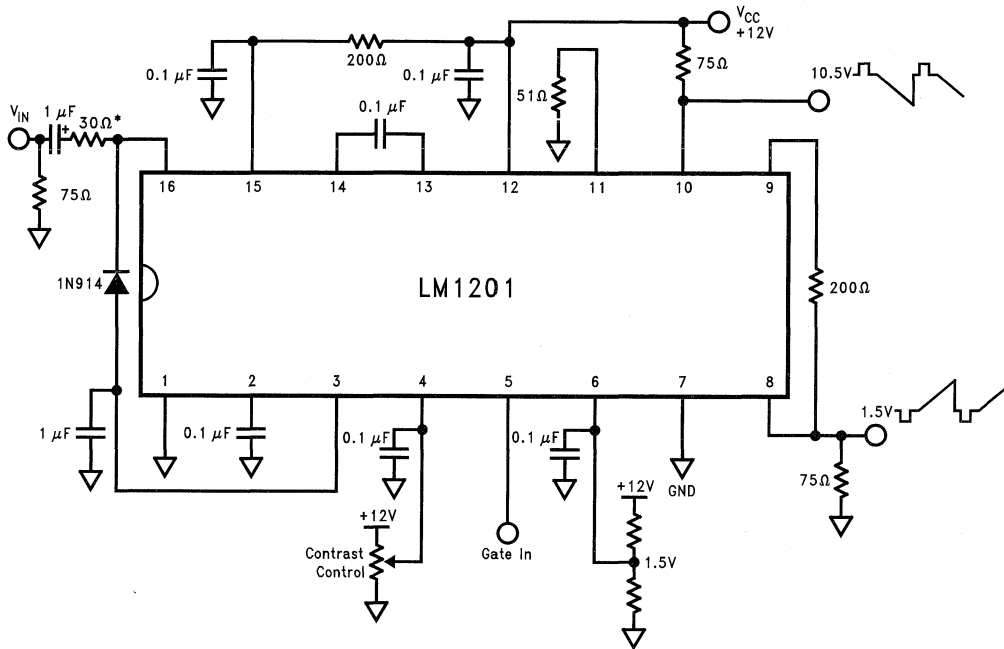 V_CC
+12V
200Ω
0.1 μF
0.1 μF
75Ω
10.5V
51Ω
0.1 μF
V_IN
1 μF
+
30Ω*
75Ω
16
15
14
13
12
11
10
9
1N914
LM1201
200Ω
1
2
3
4
5
6
7
8
1.5V
1 μF
0.1 μF
0.1 μF
0.1 μF
75Ω
GND
+12V
+12V
Contrast
Control
Gate In
1.5V